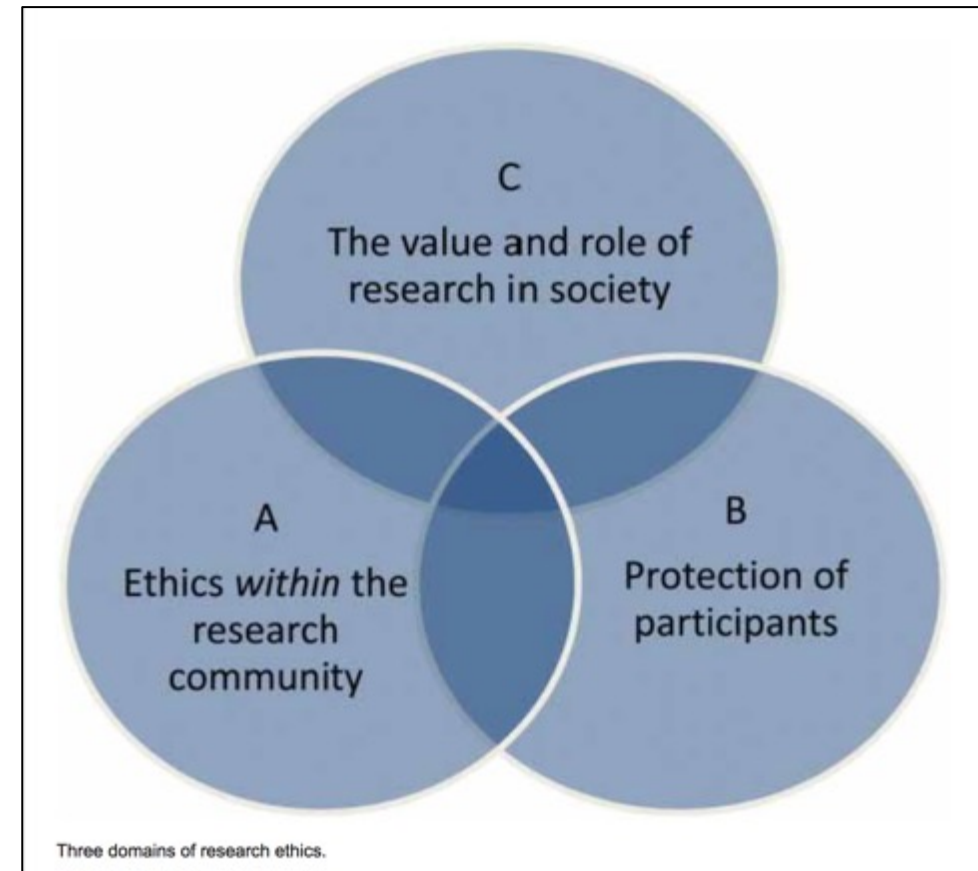 C
The value and role of
research in society
A
Ethics within the
research
community
B
Protection of
participants
Three domains of research ethics.